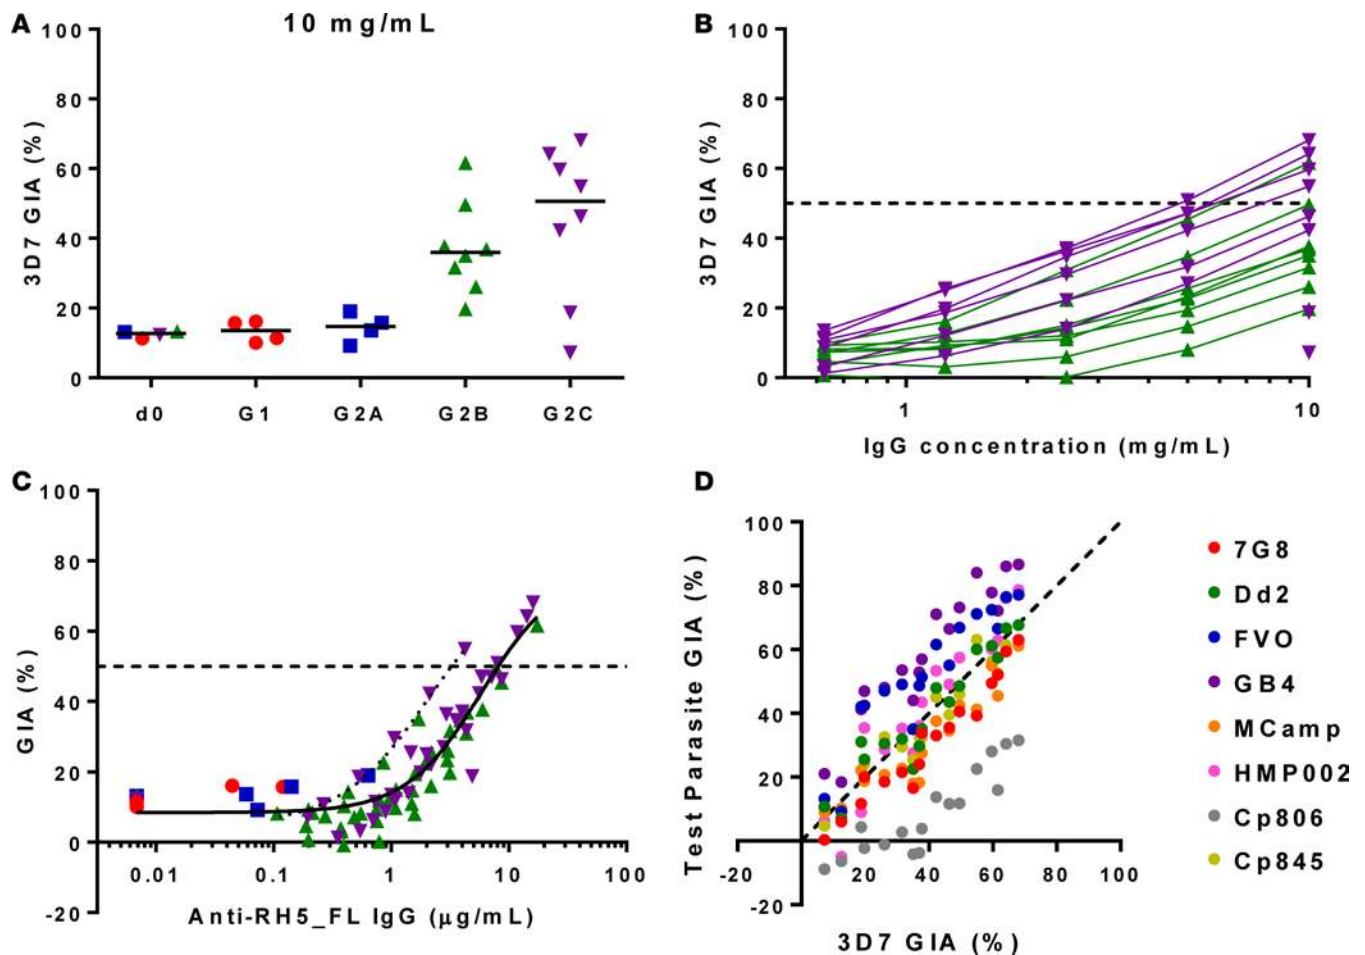 A
10 mg/mL
3D7 GIA (%)
100
80
60
40
20
0
d0 G1 G2A G2B G2C
B
3D7 GIA (%)
100
80
60
40
20
0
1 10
IgG concentration (mg/mL)
C
GIA (%)
100
80
60
40
20
0
-20
0.01 0.1 1 10 100
Anti-RH5_FL IgG (μg/mL)
D
Test Parasite GIA (%)
100
80
60
40
20
-20
-20 20 40 60 80 100
3D7 GIA (%)
7G8
Dd2
FVO
GB4
MCamp
HMP002
Cp806
Cp845